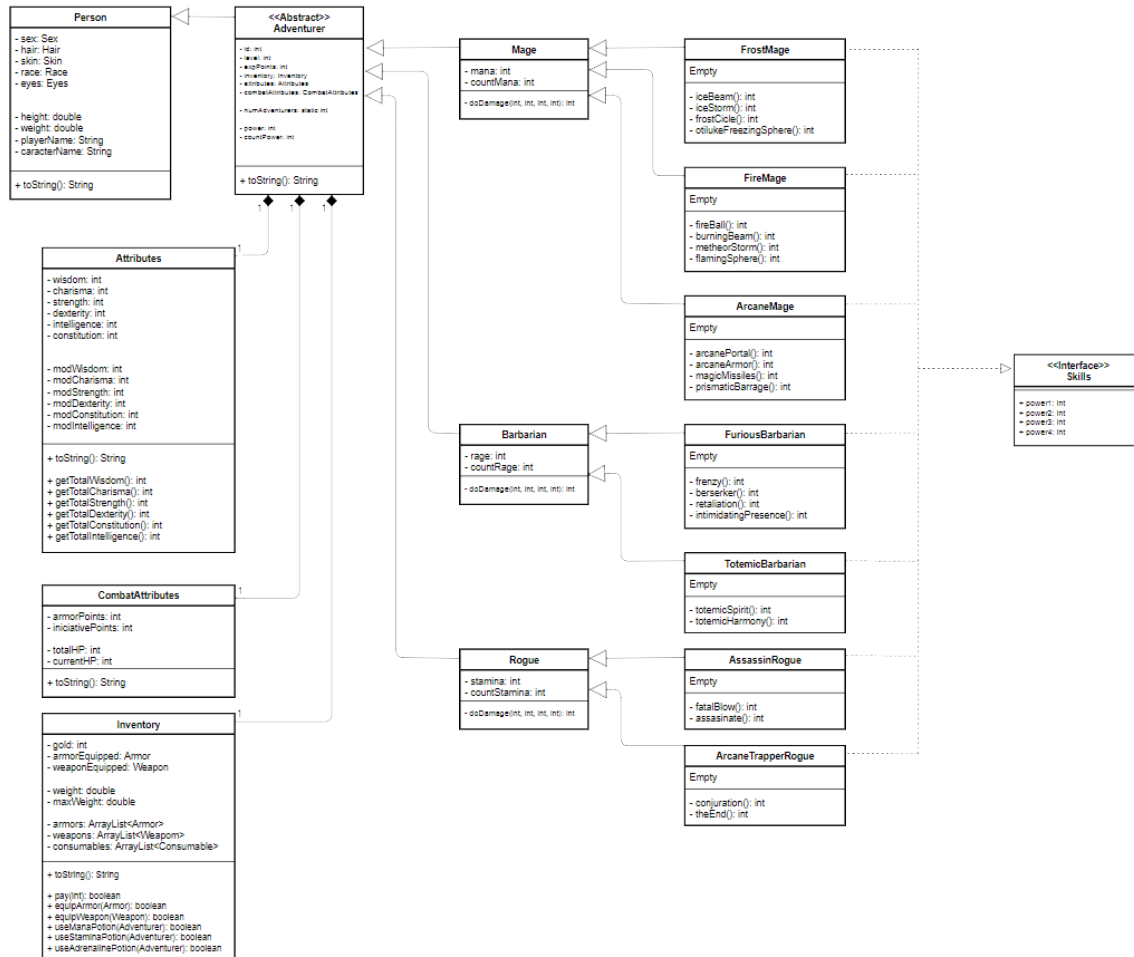 Person
- sex: Sex
- hair: Hair
- skin: Skin
- race: Race
- eyes: Eyes
- height: double
- weight: double
- playerName: String
- caracterName: String
+ toString(): String
<<Abstract>>
Adventurer
- id: int
- level: int
- expPoints: int
- inventory: Inventory
- attributes: Attributes
- combatAttributes: CombatAttributes
- numAdventurers: static int
- power: int
- countPower: int
+ toString(): String
1
1
1
Mage
- mana: int
- countMana: int
- doDamage(int, int, int, int): int
FrostMage
Empty
- iceBeam(): int
- iceStorm(): int
- frostCicle(): int
- otilukeFreezingSphere(): int
FireMage
Empty
- fireBall(): int
- burningBeam(): int
- metheorStorm(): int
- flamingSphere(): int
ArcaneMage
Empty
- arcanePortal(): int
- arcaneArmor(): int
- magicMissiles(): int
- prismaticBarrage(): int
<<Interface>>
Skills
+ power1: int
+ power2: int
+ power3: int
+ power4: int
1
Attributes
- wisdom: int
- charisma: int
- strength: int
- dexterity: int
- intelligence: int
- constitution: int
- modWisdom: int
- modCharisma: int
- modStrength: int
- modDexterity: int
- modConstitution: int
- modIntelligence: int
+ toString(): String
+ getTotalWisdom(): int
+ getTotalCharisma(): int
+ getTotalStrength(): int
+ getTotalDexterity(): int
+ getTotalConstitution(): int
+ getTotalIntelligence(): int
Barbarian
- rage: int
- countRage: int
- doDamage(int, int, int, int): int
FuriousBarbarian
Empty
- frenzy(): int
- berserker(): int
- retaliation(): int
- intimidatingPresence(): int
TotemicBarbarian
Empty
- totemicSpirit(): int
- totemicHarmony(): int
1
CombatAttributes
- armorPoints: int
- iniciativePoints: int
- totalHP: int
- currentHP: int
+ toString(): String
Rogue
- stamina: int
- countStamina: int
- doDamage(int, int, int, int): int
AssassinRogue
Empty
- fatalBlow(): int
- assasinate(): int
ArcaneTrapperRogue
Empty
- conjuration(): int
- theEnd(): int
1
Inventory
- gold: int
- armorEquipped: Armor
- weaponEquipped: Weapon
- weight: double
- maxWeight: double
- armors: ArrayList<Armor>
- weapons: ArrayList<Weapom>
- consumables: ArrayList<Consumable>
+ toString(): String
+ pay(int): boolean
+ equipArmor(Armor): boolean
+ equipWeapon(Weapon): boolean
+ useManaPotion(Adventurer): boolean
+ useStaminaPotion(Adventurer): boolean
+ useAdrenalinePotion(Adventurer): boolean